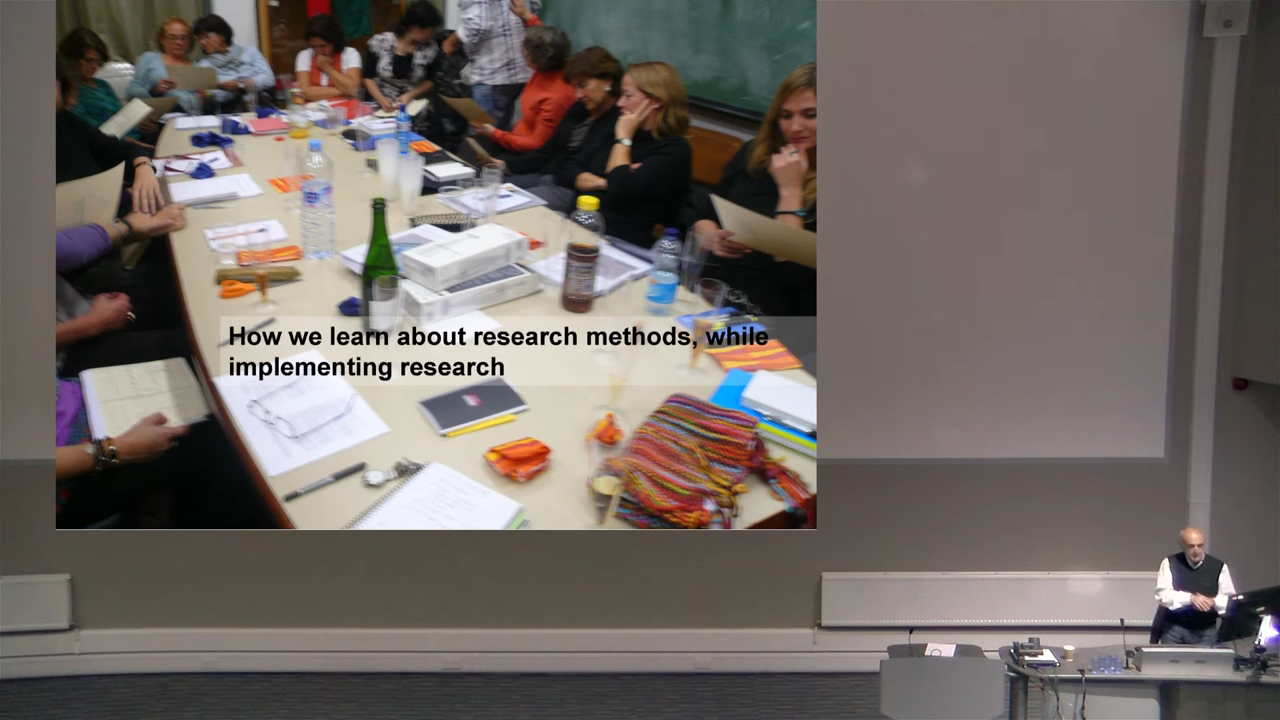 How we learn about research methods, while
implementing research